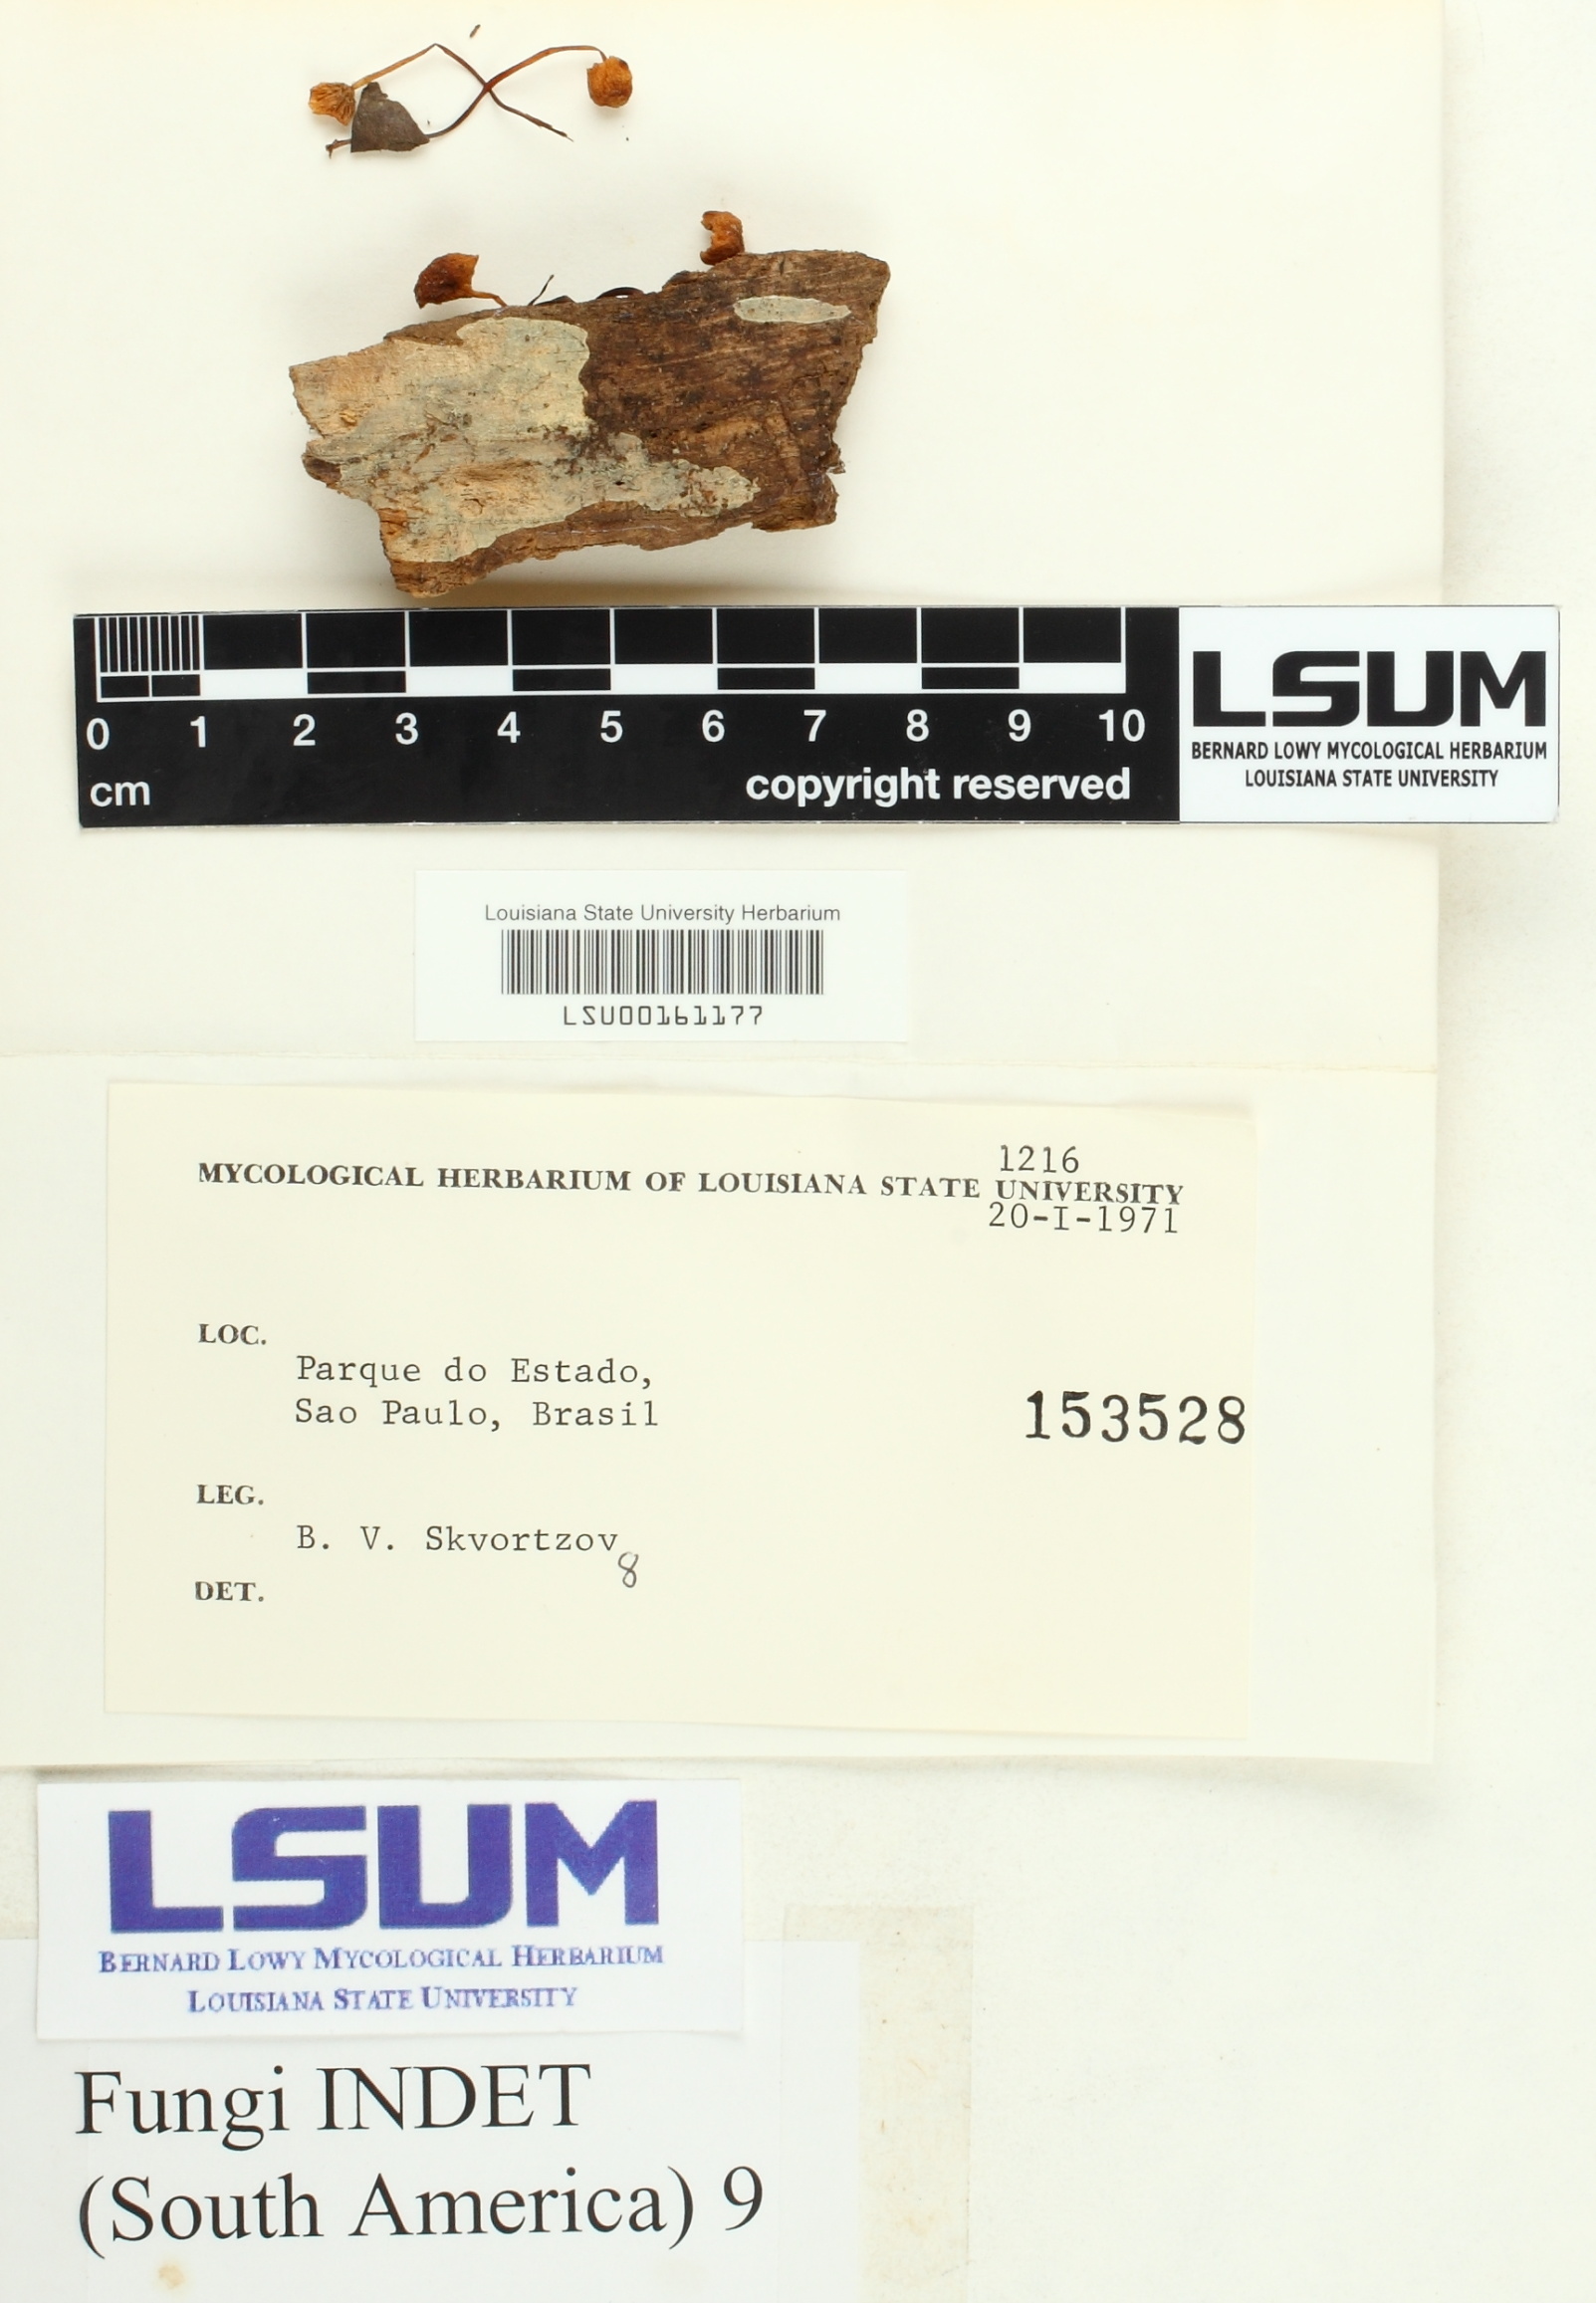 0 1 2 3 4 5 6 7 8 9 10
cm
copyright reserved
LSUM
BERNARD LOWY MYCOLOGICAL HERBARIUM
LOUISIANA STATE UNIVERSITY
Louisiana State University Herbarium
LSU00161177
1216
MYCOLOGICAL HERBARIUM OF LOUISIANA STATE UNIVERSITY
20-I-1971
LOC.
Parque do Estado,
Sao Paulo, Brasil
153528
LEG.
B. V. Skvortzov
8
DET.
LSUM
BERNARD LOWY MYCOLOGICAL HERBARIUM
LOUISIANA STATE UNIVERSITY
Fungi INDET
(South America) 9